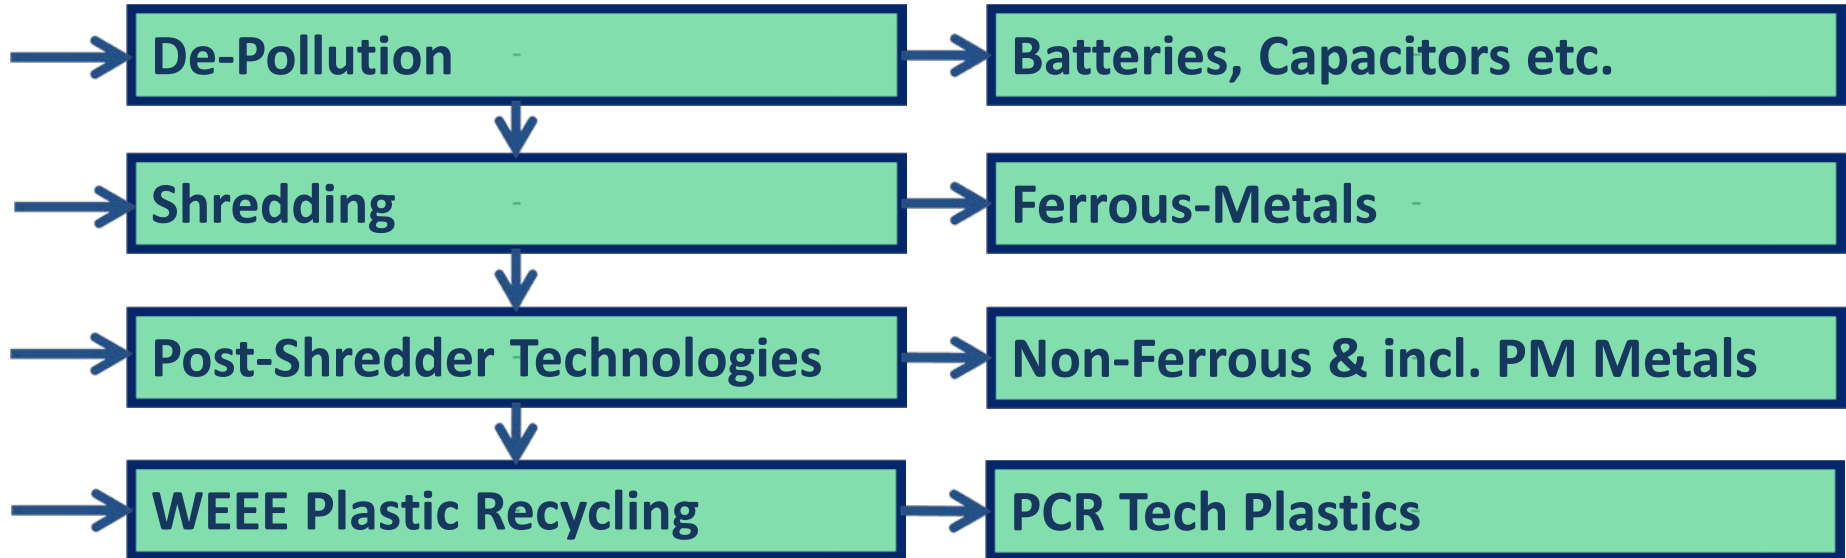 De-Pollution
Batteries, Capacitors etc.
Shredding
Ferrous-Metals
Post-Shredder Technologies
Non-Ferrous & incl. PM Metals
WEEE Plastic Recycling
PCR Tech Plastics